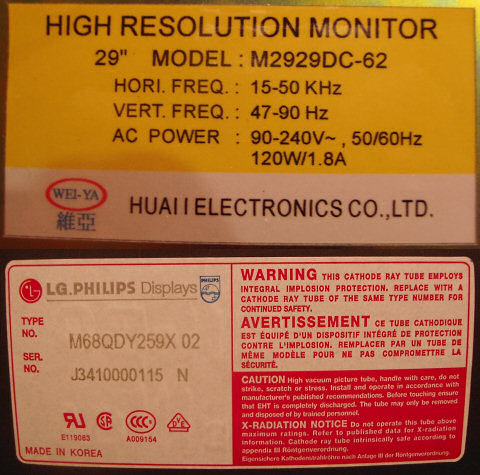 HIGH RESOLUTION MONITOR
29" MODEL : M2929DC-62
HORI. FREQ. : 15-50 KHz
VERT. FREQ. : 47-90 Hz
AC POWER : 90-240V~ , 50/60Hz
120W/1.8A
WEI-YA
維亞
HUAI I ELECTRONICS CO.,LTD.
LG.PHILIPS Displays
PHILIPS
TYPE NO. M68QDY259X 02
SER. NO. J3410000115 N
E119083
A009154
MADE IN KOREA
WARNING THIS CATHODE RAY TUBE EMPLOYS
INTEGRAL IMPLOSION PROTECTION. REPLACE WITH A
CATHODE RAY TUBE OF THE SAME TYPE NUMBER FOR
CONTINUED SAFETY.
AVERTISSEMENT CE TUBE CATHODIQUE
EST ÉQUIPÉ D'UN DISPOSITIF INTÉGRÉ DE PROTECTION
CONTRE L'IMPLOSION. REMPLACER PAR UN TUBE DE
MÊME MODÈLE POUR NE PAS COMPROMETTRE LA
SÉCURITÉ.
CAUTION High vacuum picture tube, handle with care, do not
strike, scratch or stress. Install and operate in accordance with
manufacturer's published recommendations. Before touching ensure
that EHT is completely discharged. The tube may only be removed
and disposed of by trained personnel.
X-RADIATION NOTICE Do not operate this tube above
maximum ratings. Refer to published data for X-radiation
information. Cathode ray tube intrinsically safe according to
appendix III Röntgenverordnung.
Eigensichere Kathodenstrahlröhre nach Anlage III der Röntgenverordnung.